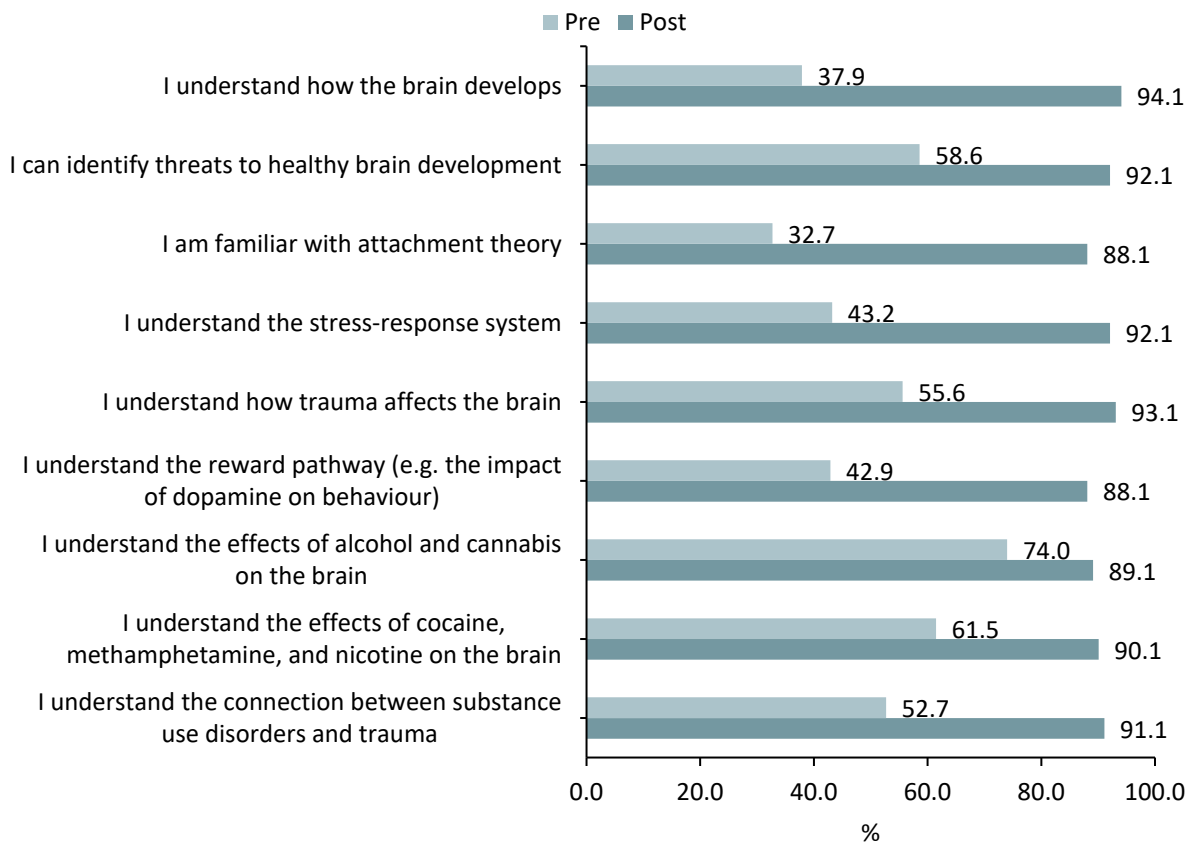 Pre Post
I understand how the brain develops
37.9
94.1
I can identify threats to healthy brain development
58.6
92.1
I am familiar with attachment theory
32.7
88.1
I understand the stress-response system
43.2
92.1
I understand how trauma affects the brain
55.6
93.1
I understand the reward pathway (e.g. the impact
of dopamine on behaviour)
42.9
88.1
I understand the effects of alcohol and cannabis
on the brain
74.0
89.1
I understand the effects of cocaine,
methamphetamine, and nicotine on the brain
61.5
90.1
I understand the connection between substance
use disorders and trauma
52.7
91.1
0.0 20.0 40.0 60.0 80.0 100.0
%